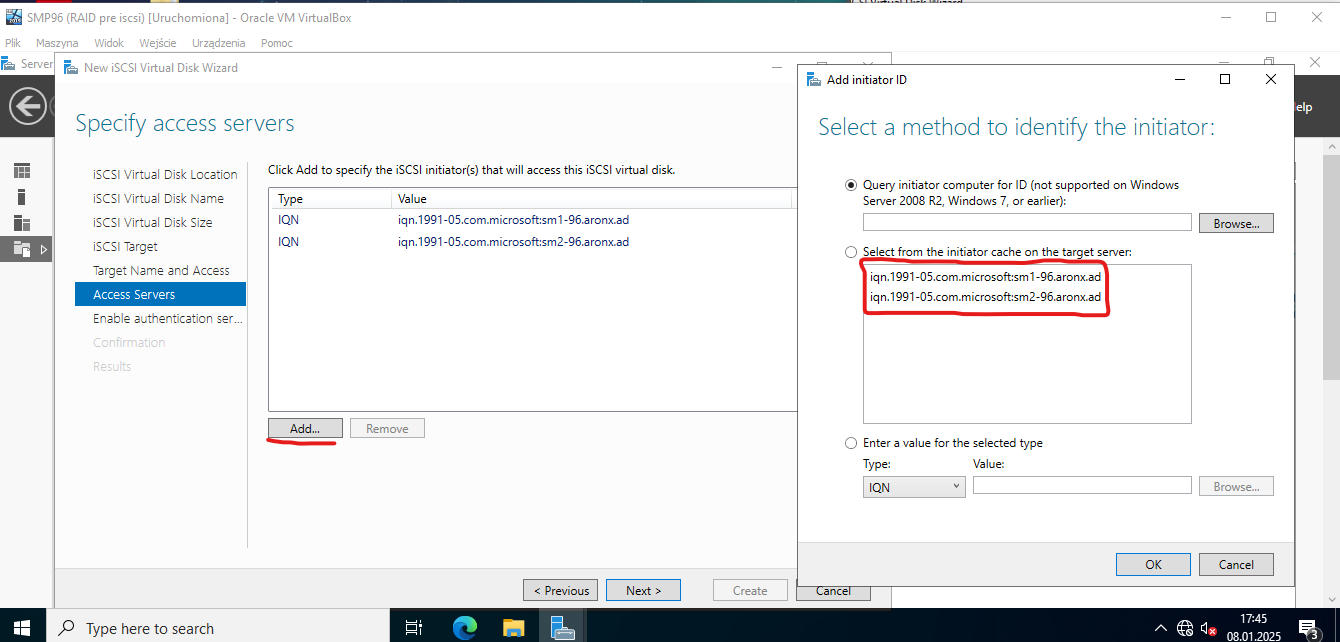 SI Virtual Disk Wizard
SMP96 (RAID pre iscsi) [Uruchomiona] - Oracle VM VirtualBox
Plik Maszyna Widok Wejście Urządzenia Pomoc
Server
New iSCSI Virtual Disk Wizard
Specify access servers
iSCSI Virtual Disk Location
iSCSI Virtual Disk Name
iSCSI Virtual Disk Size
iSCSI Target
Target Name and Access
Access Servers
Enable authentication ser...
Confirmation
Results
Click Add to specify the iSCSI initiator(s) that will access this iSCSI virtual disk.
Type Value
IQN iqn.1991-05.com.microsoft:sm1-96.aronx.ad
IQN iqn.1991-05.com.microsoft:sm2-96.aronx.ad
Add... Remove
< Previous Next > Create Cancel
elp
Add initiator ID
Select a method to identify the initiator:
Query initiator computer for ID (not supported on Windows
Server 2008 R2, Windows 7, or earlier):
Browse...
Select from the initiator cache on the target server:
iqn.1991-05.com.microsoft:sm1-96.aronx.ad
iqn.1991-05.com.microsoft:sm2-96.aronx.ad
Enter a value for the selected type
Type: Value:
IQN Browse...
OK Cancel
Type here to search
17:45
08.01.2025
3